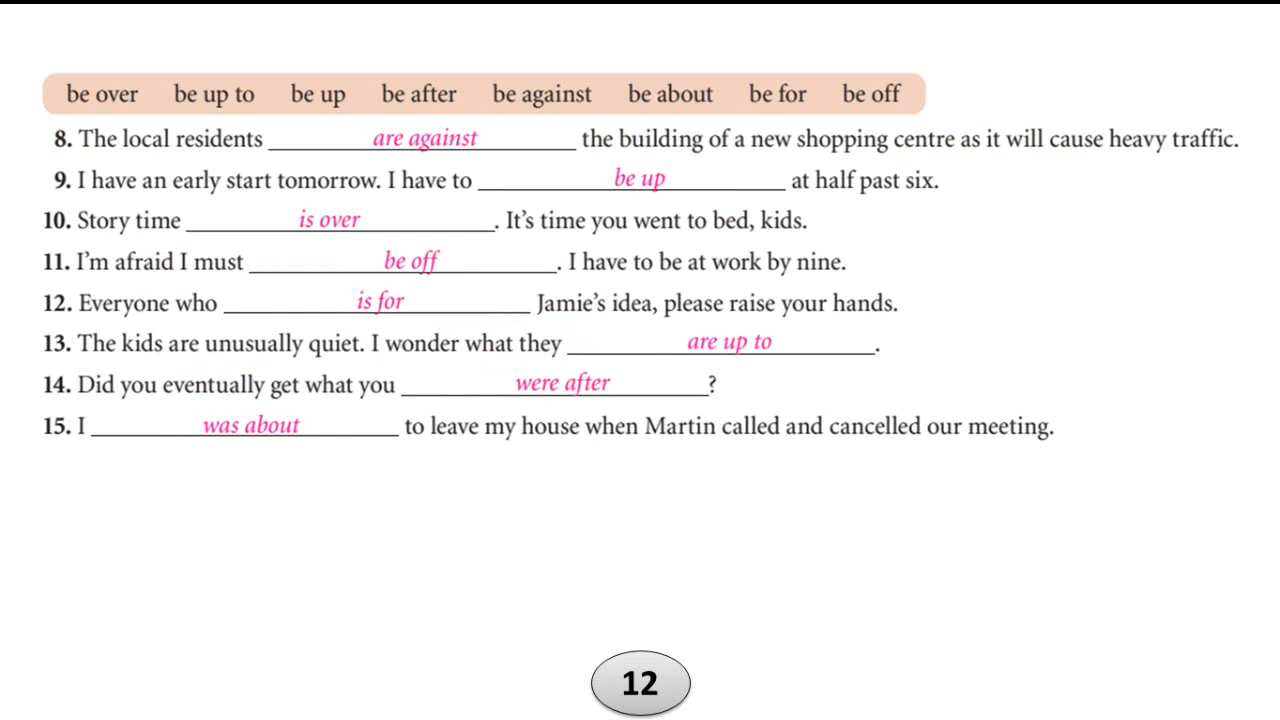 be over be up to be up be after be against be about be for be off
8. The local residents are against the building of a new shopping centre as it will cause heavy traffic.
9. I have an early start tomorrow. I have to be up at half past six.
10. Story time is over. It’s time you went to bed, kids.
11. I’m afraid I must be off. I have to be at work by nine.
12. Everyone who is for Jamie’s idea, please raise your hands.
13. The kids are unusually quiet. I wonder what they are up to.
14. Did you eventually get what you were after?
15. I was about to leave my house when Martin called and cancelled our meeting.
12